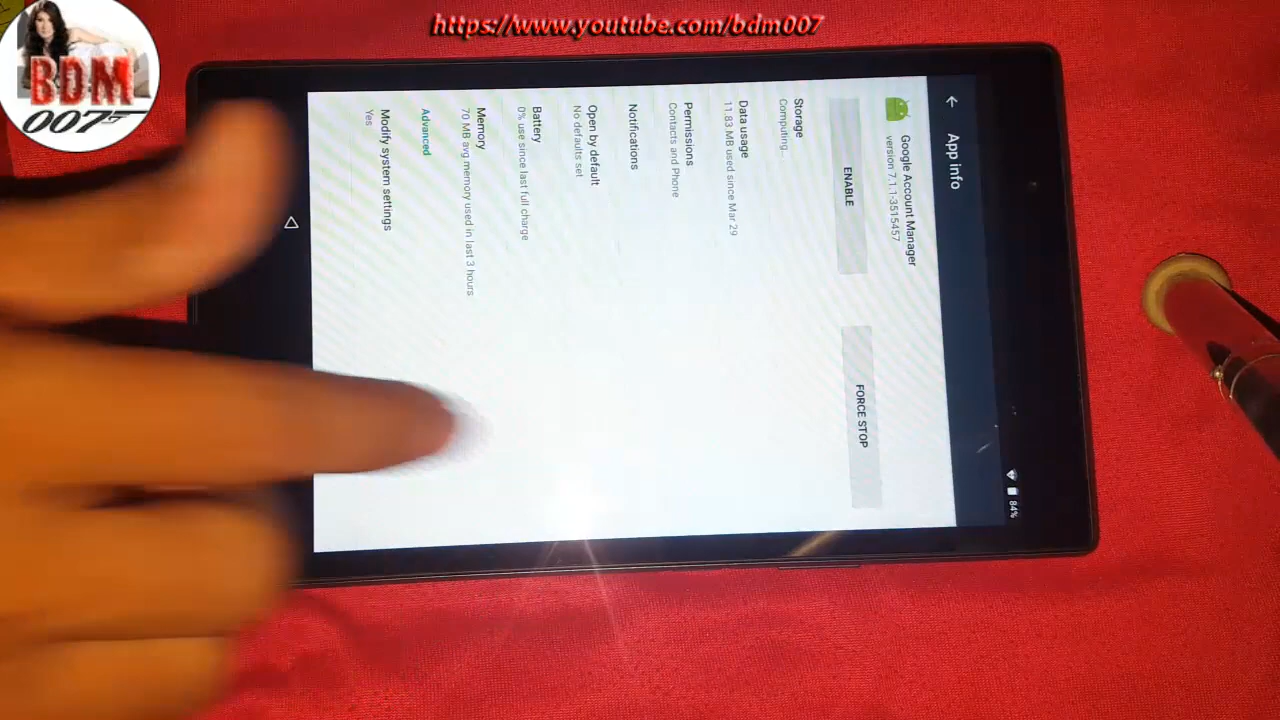 https://www.youtube.com/bdm007
BDM
007
App info
84%
Google Account Manager
version 7.1.1-3515457
ENABLE
FORCE STOP
Storage
Computing...
Data usage
11.83 MB used since Mar 29
Permissions
Contacts and Phone
Notifications
Open by default
No defaults set
Battery
0% use since last full charge
Memory
70 MB avg memory used in last 3 hours
Advanced
Modify system settings
Yes